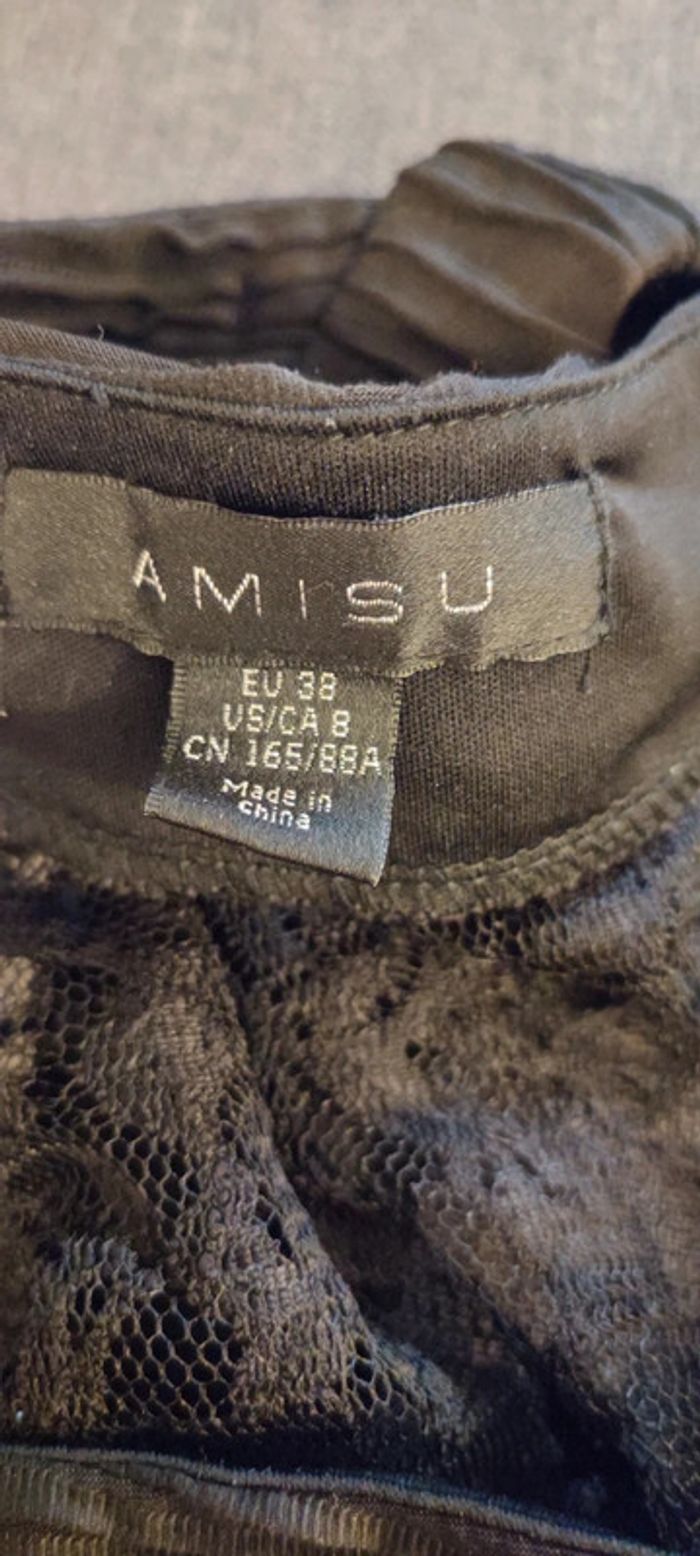 AMISU
EU 38
US/CA 8
CN 165/88A
Made in
China